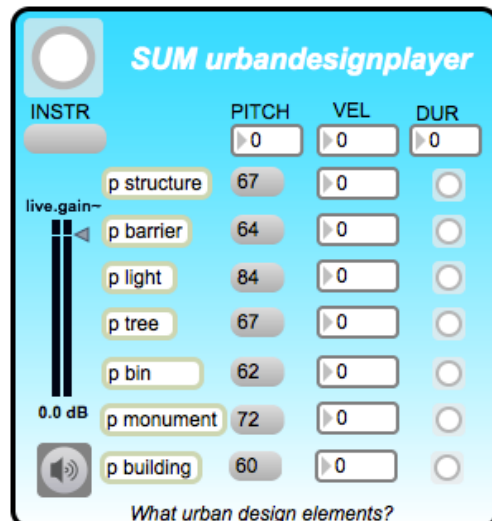 SUM urbandesignplayer
INSTR PITCH VEL DUR
0 0 0
p structure 67 0
live.gain~
p barrier 64 0
p light 84 0
p tree 67 0
p bin 62 0
0.0 dB
p monument 72 0
p building 60 0
What urban design elements?